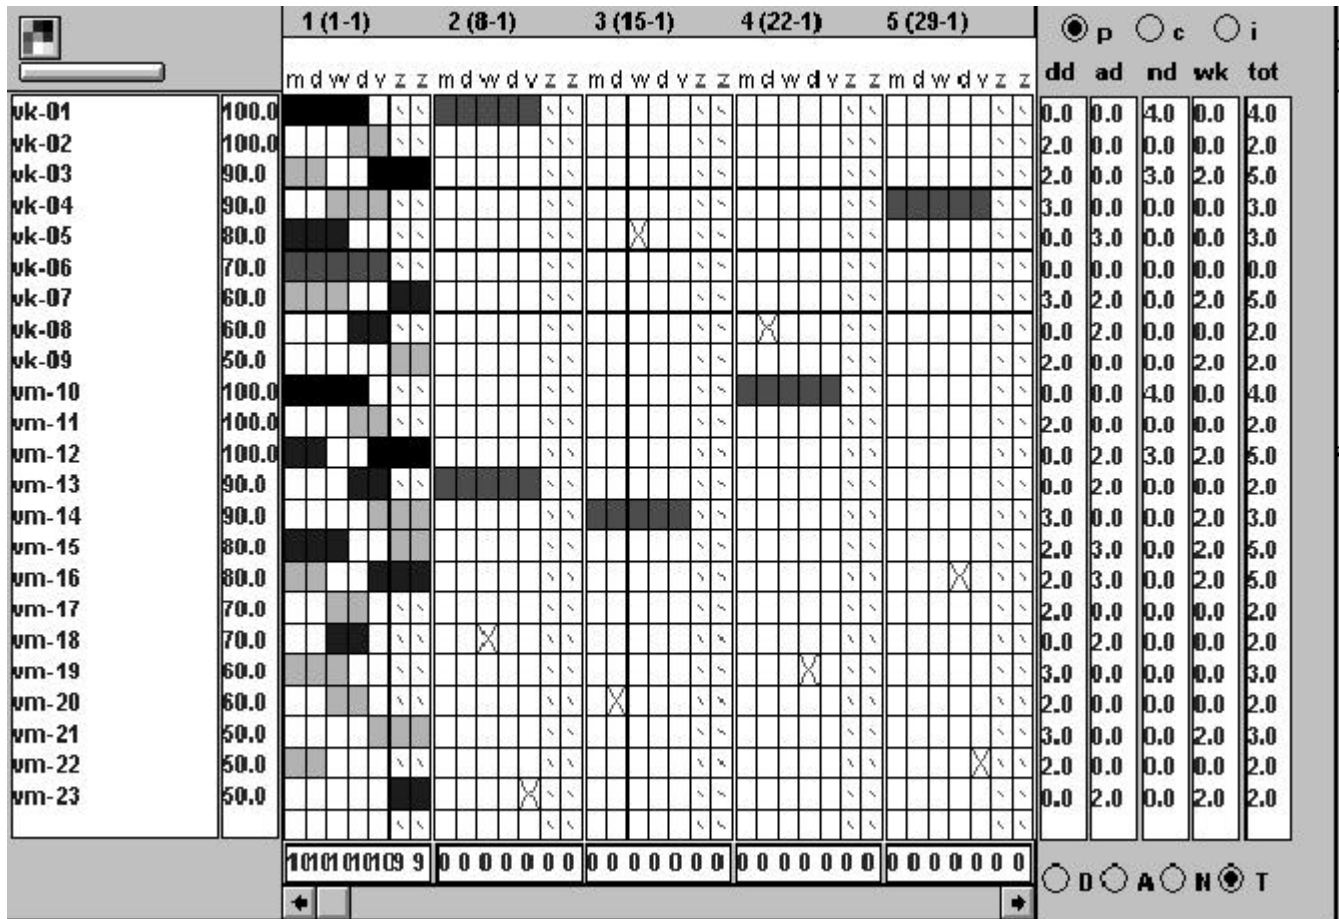 1 (1-1) 2 (8-1) 3 (15-1) 4 (22-1) 5 (29-1) p c i
m d w d v z z m d w d v z z m d w d v z z m d w d v z z m d w d v z z dd ad nd wk tot
vk-01 100.0 0.0 0.0 4.0 0.0 4.0
vk-02 100.0 2.0 0.0 0.0 0.0 2.0
vk-03 90.0 2.0 0.0 3.0 2.0 5.0
vk-04 90.0 3.0 0.0 0.0 0.0 3.0
vk-05 80.0 0.0 3.0 0.0 0.0 3.0
vk-06 70.0 0.0 0.0 0.0 0.0 0.0
vk-07 60.0 3.0 2.0 0.0 2.0 5.0
vk-08 60.0 0.0 2.0 0.0 0.0 2.0
vk-09 50.0 2.0 0.0 0.0 2.0 2.0
vm-10 100.0 0.0 0.0 4.0 0.0 4.0
vm-11 100.0 2.0 0.0 0.0 0.0 2.0
vm-12 100.0 0.0 2.0 3.0 2.0 5.0
vm-13 90.0 0.0 2.0 0.0 0.0 2.0
vm-14 90.0 3.0 0.0 0.0 2.0 3.0
vm-15 80.0 2.0 3.0 0.0 2.0 5.0
vm-16 80.0 2.0 3.0 0.0 2.0 5.0
vm-17 70.0 2.0 0.0 0.0 0.0 2.0
vm-18 70.0 0.0 2.0 0.0 0.0 2.0
vm-19 60.0 3.0 0.0 0.0 0.0 3.0
vm-20 60.0 2.0 0.0 0.0 0.0 2.0
vm-21 50.0 3.0 0.0 0.0 2.0 3.0
vm-22 50.0 2.0 0.0 0.0 0.0 2.0
vm-23 50.0 0.0 2.0 0.0 2.0 2.0
10 10 10 10 10 9 9 0 0 0 0 0 0 0 0 0 0 0 0 0 0 0 0 0 0 0 0 0 0 0 0 0 0 0 0
D A N T